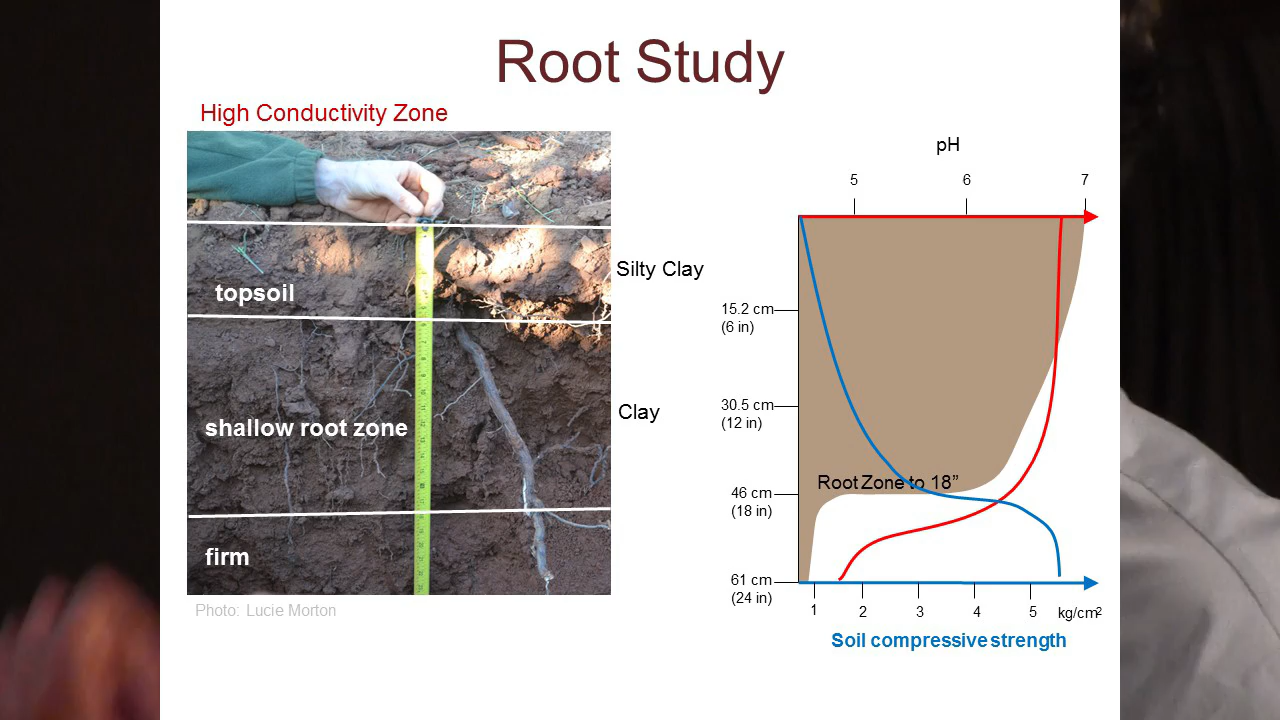 Root Study
High Conductivity Zone
topsoil
shallow root zone
firm
Silty Clay
Clay
Photo: Lucie Morton
pH
5 6 7
15.2 cm
(6 in)
30.5 cm
(12 in)
Root Zone to 18”
46 cm
(18 in)
61 cm
(24 in)
1 2 3 4 5 kg/cm²
Soil compressive strength